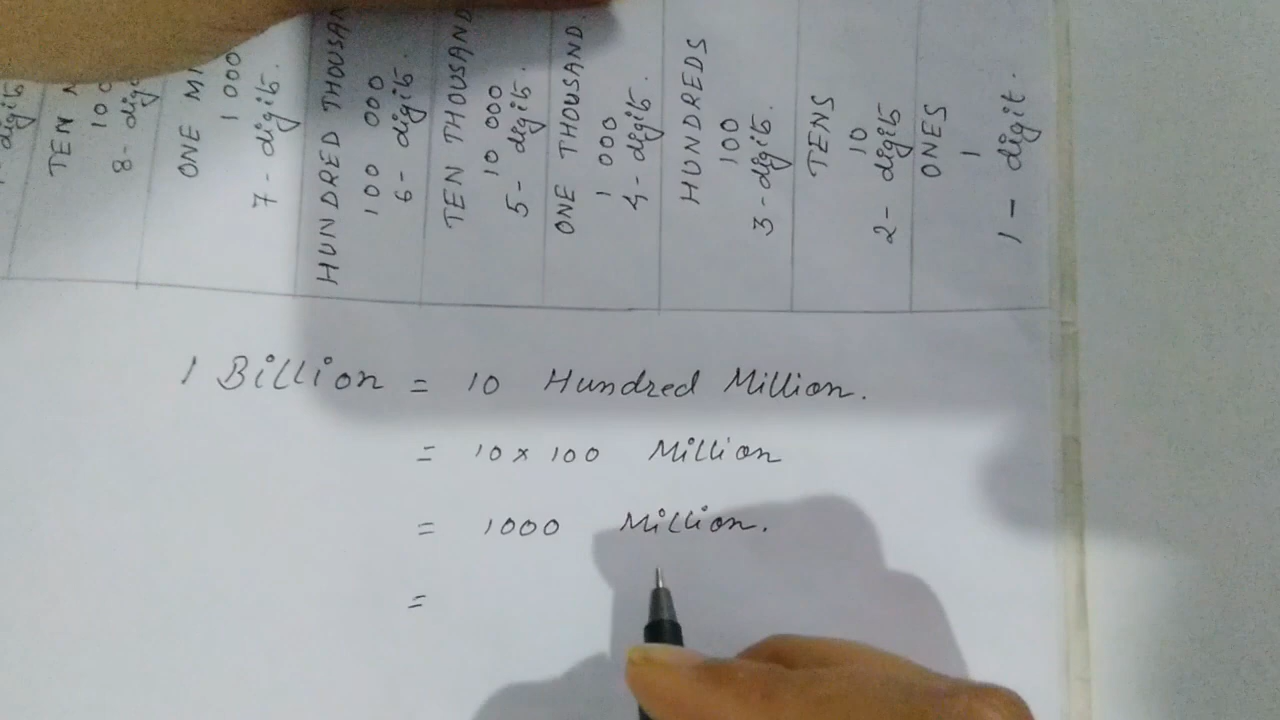 digit
TEN
8-
ONE
1 000
7- digit.
HUNDRED
100 000
6- digit.
TEN THOUSAND
10 000
5- digit.
ONE THOUSAND.
1 000
4- digit.
HUNDREDS
100
3-digit.
TENS
10
2- digit
ONES
1
1- digit.
1 Billion = 10 Hundred Million.
= 10 × 100 Million
= 1000 Million.
=